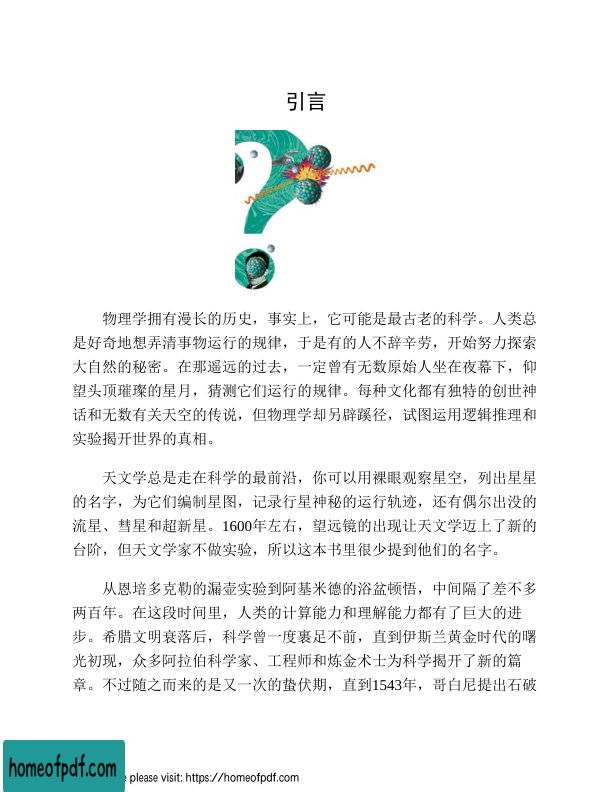 引言
物理学拥有漫长的历史，事实上，它可能是最古老的科学。人类总
是好奇地想弄清事物运行的规律，于是有的人不辞辛劳，开始努力探索
大自然的秘密。在那遥远的过去，一定曾有无数原始人坐在夜幕下，仰
望头顶璀璨的星月，猜测它们运行的规律。每种文化都有独特的创世神
话和无数有关天空的传说，但物理学却另辟蹊径，试图运用逻辑推理和
实验揭开世界的真相。
天文学总是走在科学的最前沿，你可以用裸眼观察星空，列出星星
的名字，为它们编制星图，记录行星神秘的运行轨迹，还有偶尔出没的
流星、彗星和超新星。1600年左右，望远镜的出现让天文学迈上了新的
台阶，但天文学家不做实验，所以这本书里很少提到他们的名字。
从恩培多克勒的漏壶实验到阿基米德的浴盆顿悟，中间隔了差不多
两百年。在这段时间里，人类的计算能力和理解能力都有了巨大的进
步。希腊文明衰落后，科学曾一度裹足不前，直到伊斯兰黄金时代的曙
光初现，众多阿拉伯科学家、工程师和炼金术士为科学揭开了新的篇
章。不过随之而来的是又一次的蛰伏期，直到1543年，哥白尼提出石破
homeofpdf.com
e please visit: https://homeofpdf.com